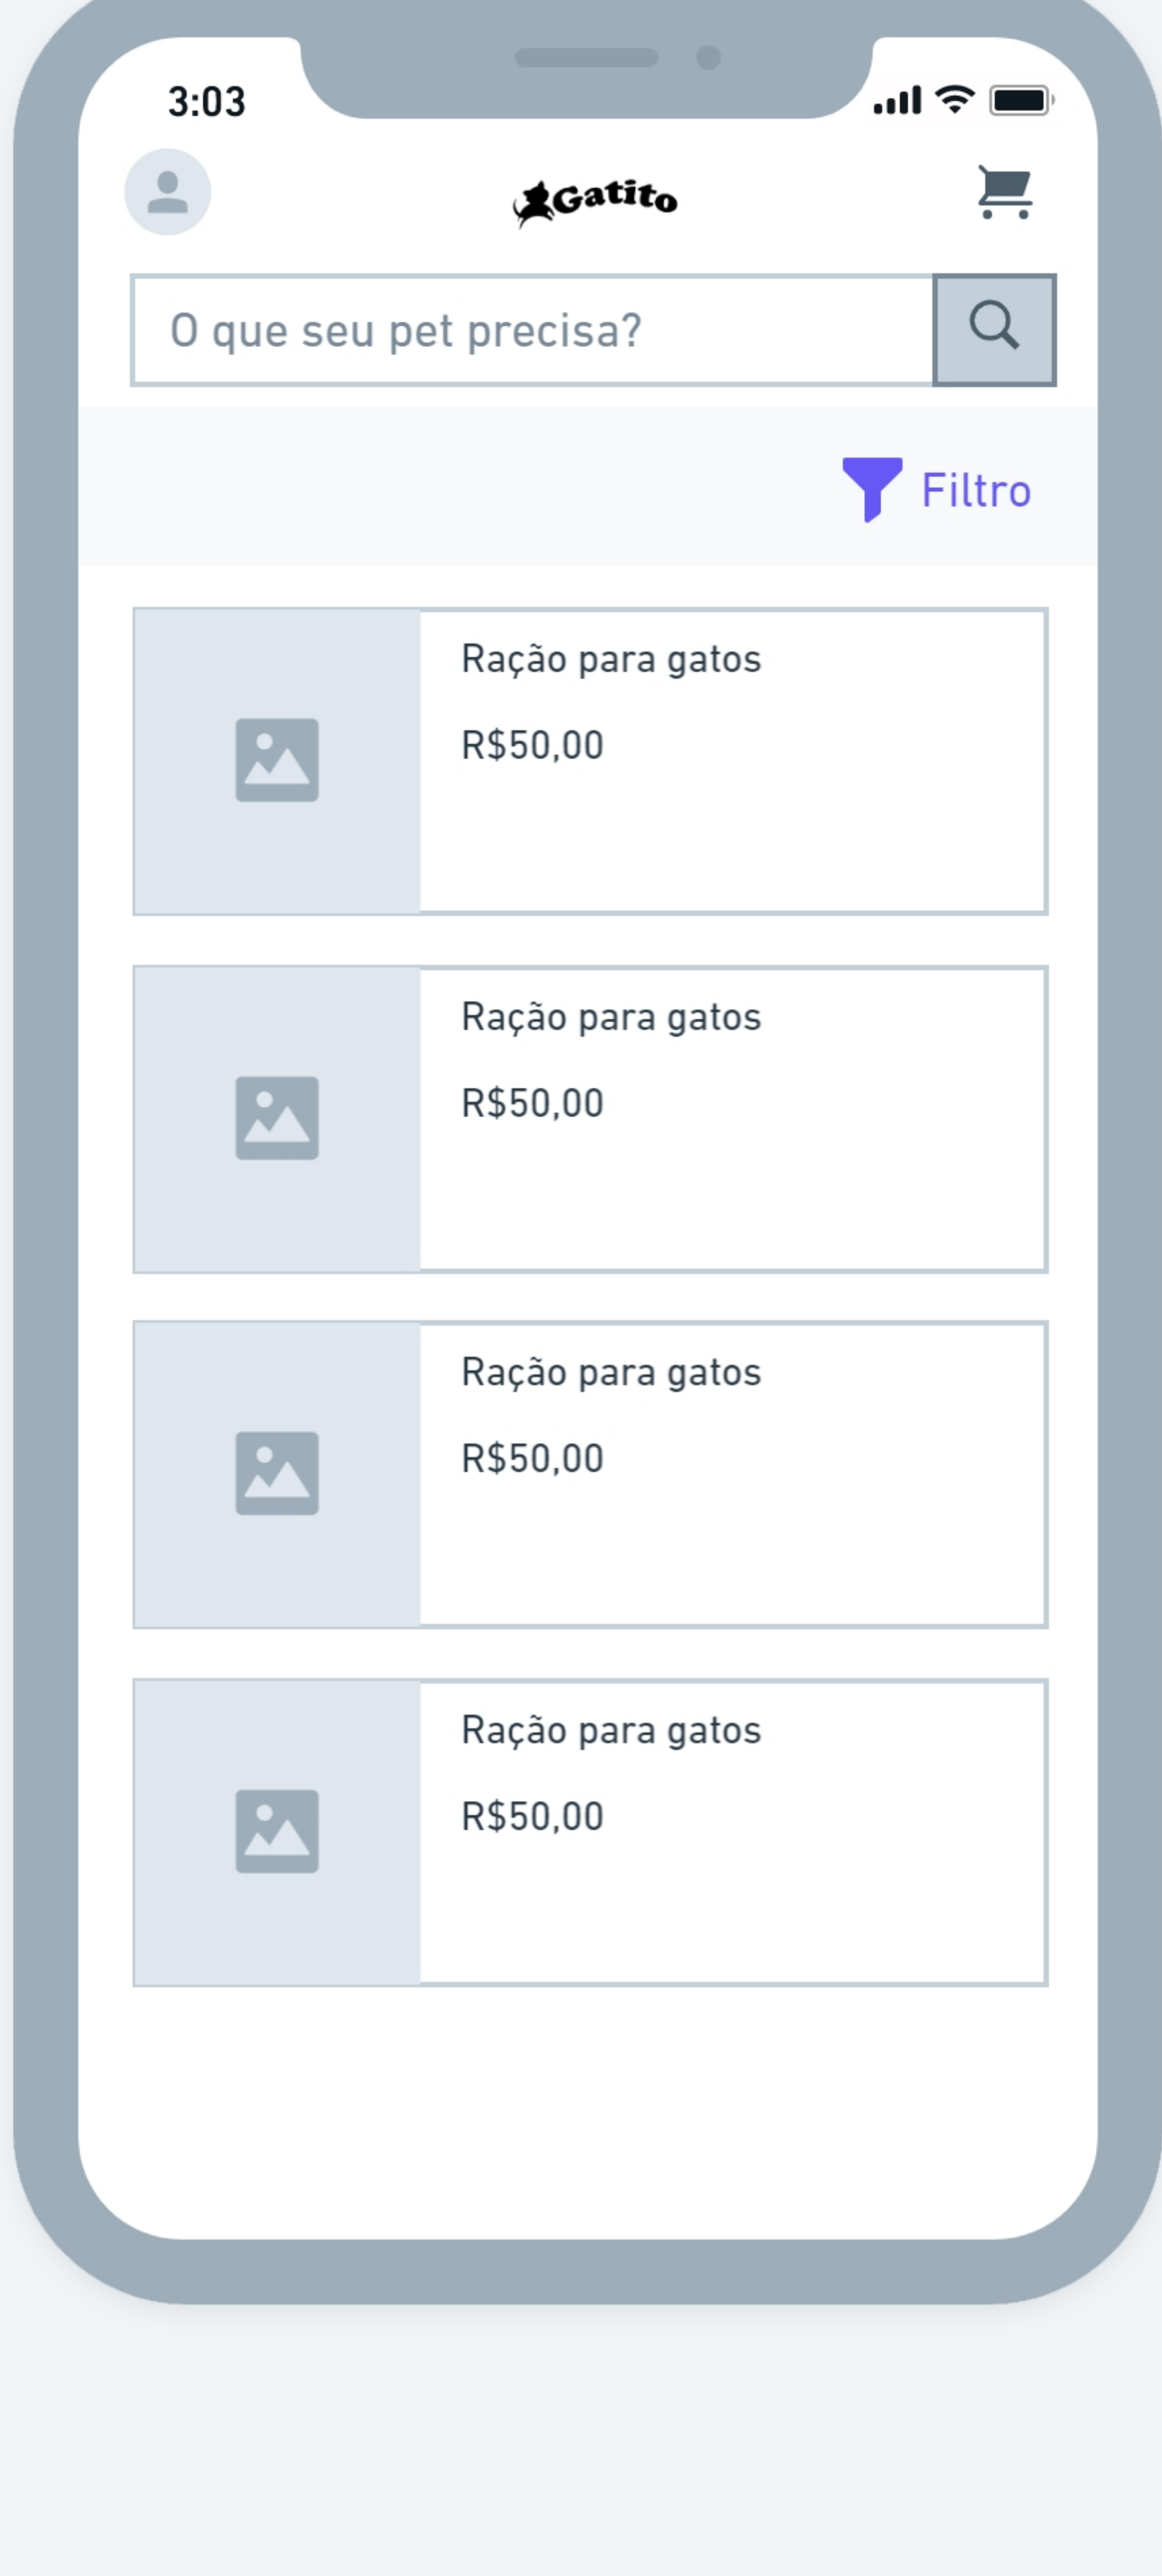 3:03
Gatito
O que seu pet precisa?
Filtro
Ração para gatos
R$50,00
Ração para gatos
R$50,00
Ração para gatos
R$50,00
Ração para gatos
R$50,00